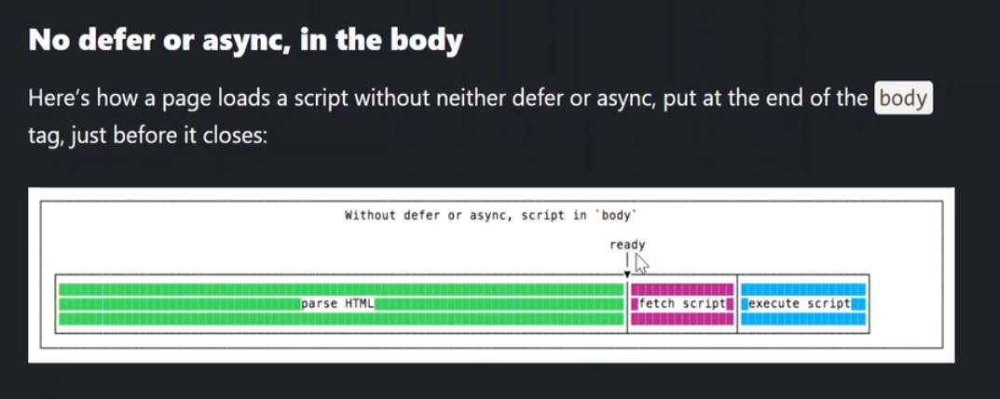 No defer or async, in the body
Here's how a page loads a script without neither defer or async, put at the end of the body
tag, just before it closes:
Without defer or async, script in `body`
ready
parse HTML
fetch script
execute script